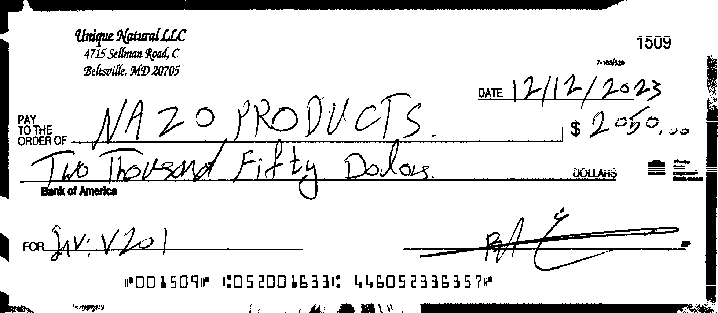 Unique Natural LLC
4715 Sellman Road, C
Beltsville, MD 20705
1509
DATE 12/12/2023
PAY
TO THE
ORDER OF NAZO PRODUCTS. $ 2050.00
Two Thousand Fifty Dolars DOLLARS
Bank of America
FOR INV: V201
⑈001509⑈ ⑆052001633⑆ 446052336357⑈